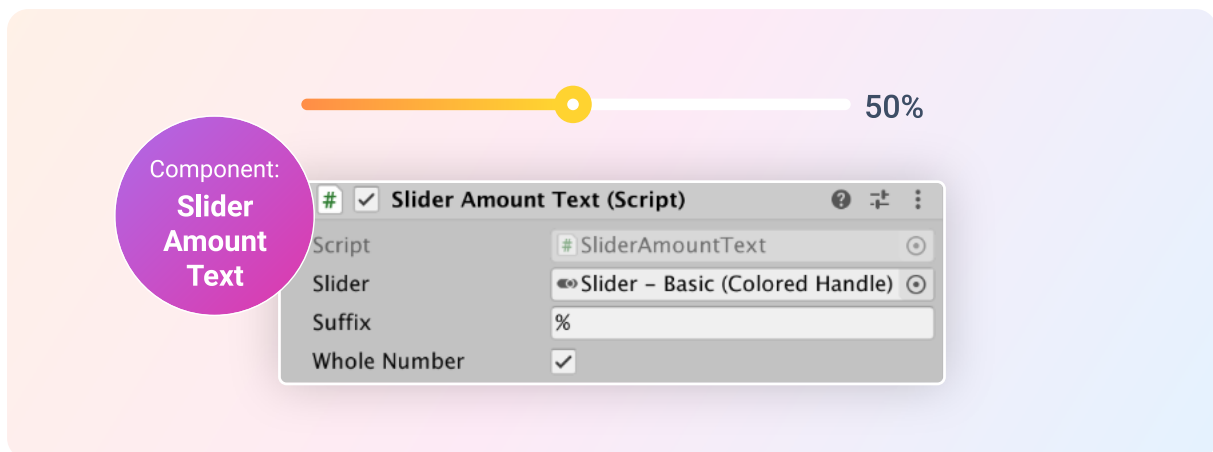 50%
Component:
Slider
Amount
Text
# Slider Amount Text (Script)
Script # SliderAmountText
Slider Slider – Basic (Colored Handle)
Suffix %
Whole Number